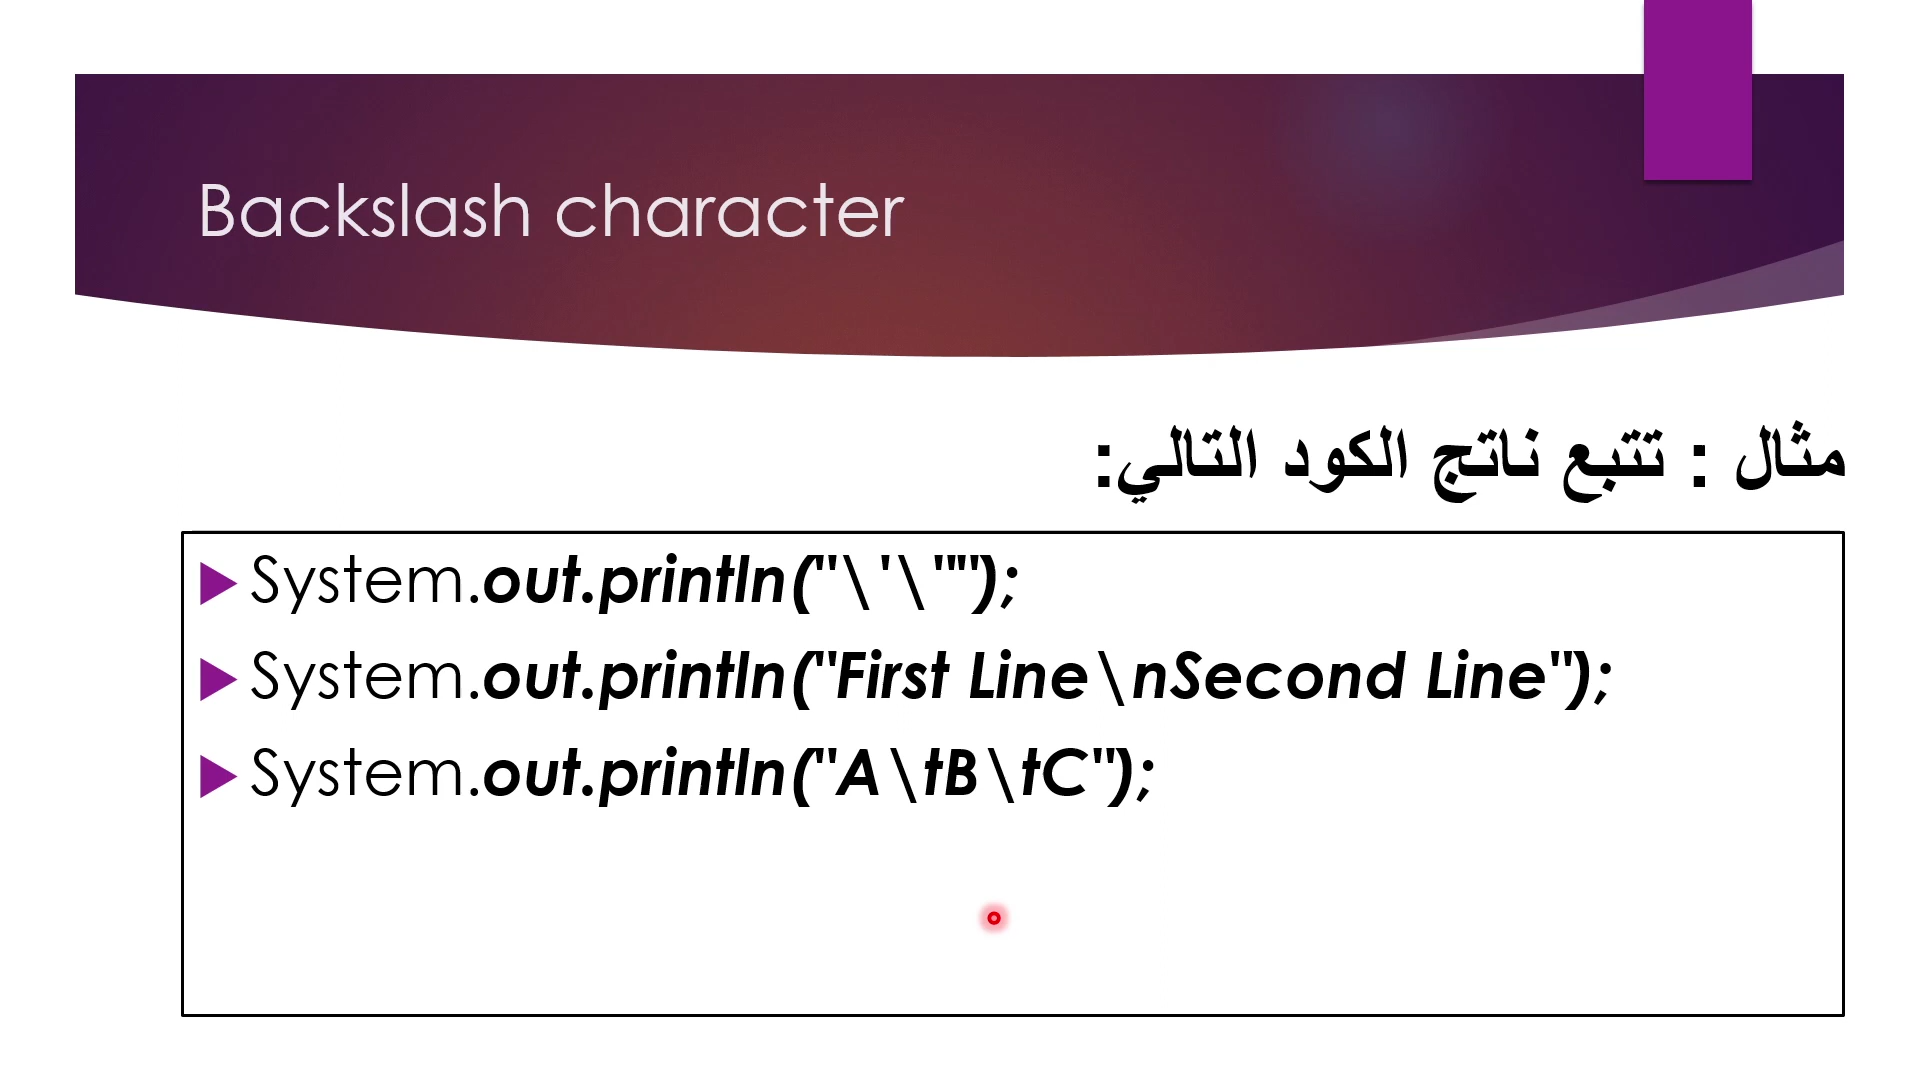 Backslash character
مثال : تتبع ناتج الكود التالي:
System.out.println("\'\"");
System.out.println("First Line\nSecond Line");
System.out.println("A\tB\tC");